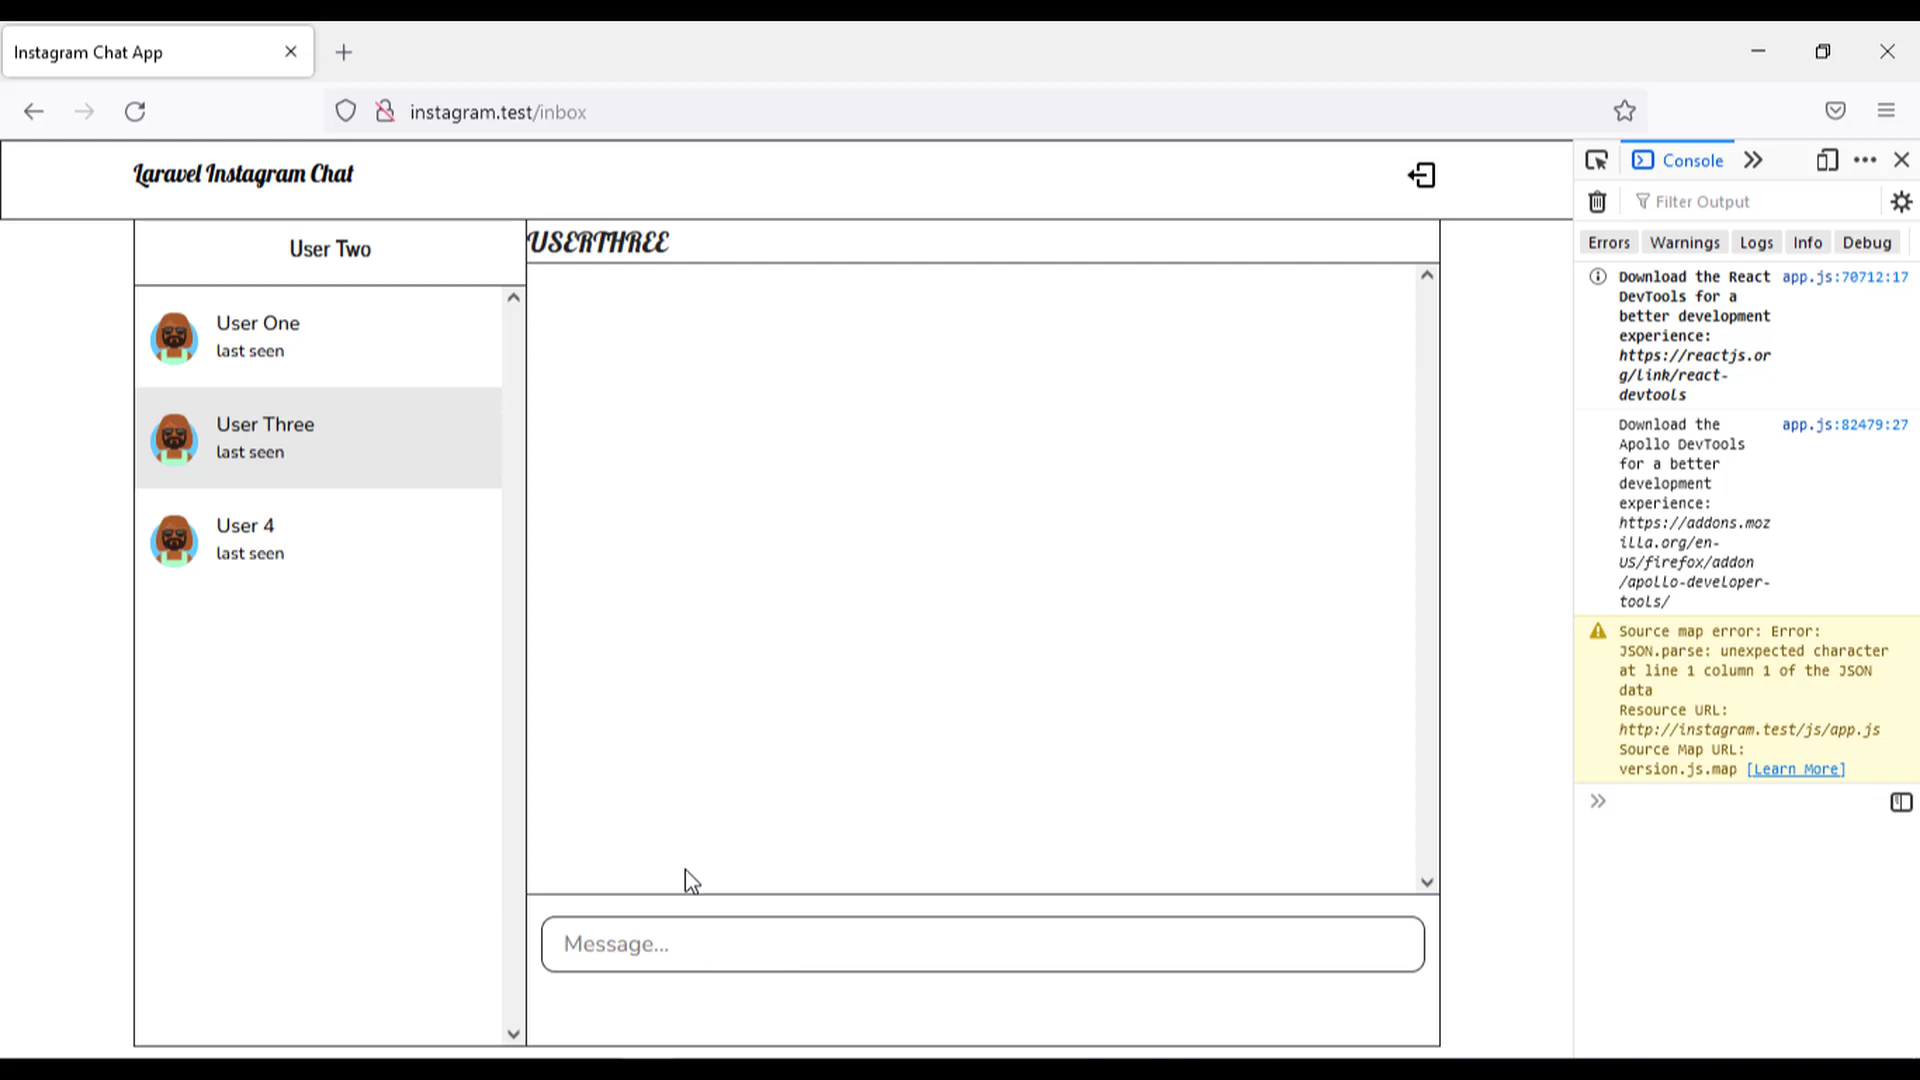 Instagram Chat App
instagram.test/inbox
Laravel Instagram Chat
User Two
USERTHREE
User One
last seen
User Three
last seen
User 4
last seen
Message...
Console
Filter Output
Errors Warnings Logs Info Debug
Download the React app.js:70712:17
DevTools for a
better development
experience:
https://reactjs.or
g/link/react-
devtools
Download the app.js:82479:27
Apollo DevTools
for a better
development
experience:
https://addons.moz
illa.org/en-
US/firefox/addon
/apollo-developer-
tools/
Source map error: Error:
JSON.parse: unexpected character
at line 1 column 1 of the JSON
data
Resource URL:
http://instagram.test/js/app.js
Source Map URL:
version.js.map [Learn More]